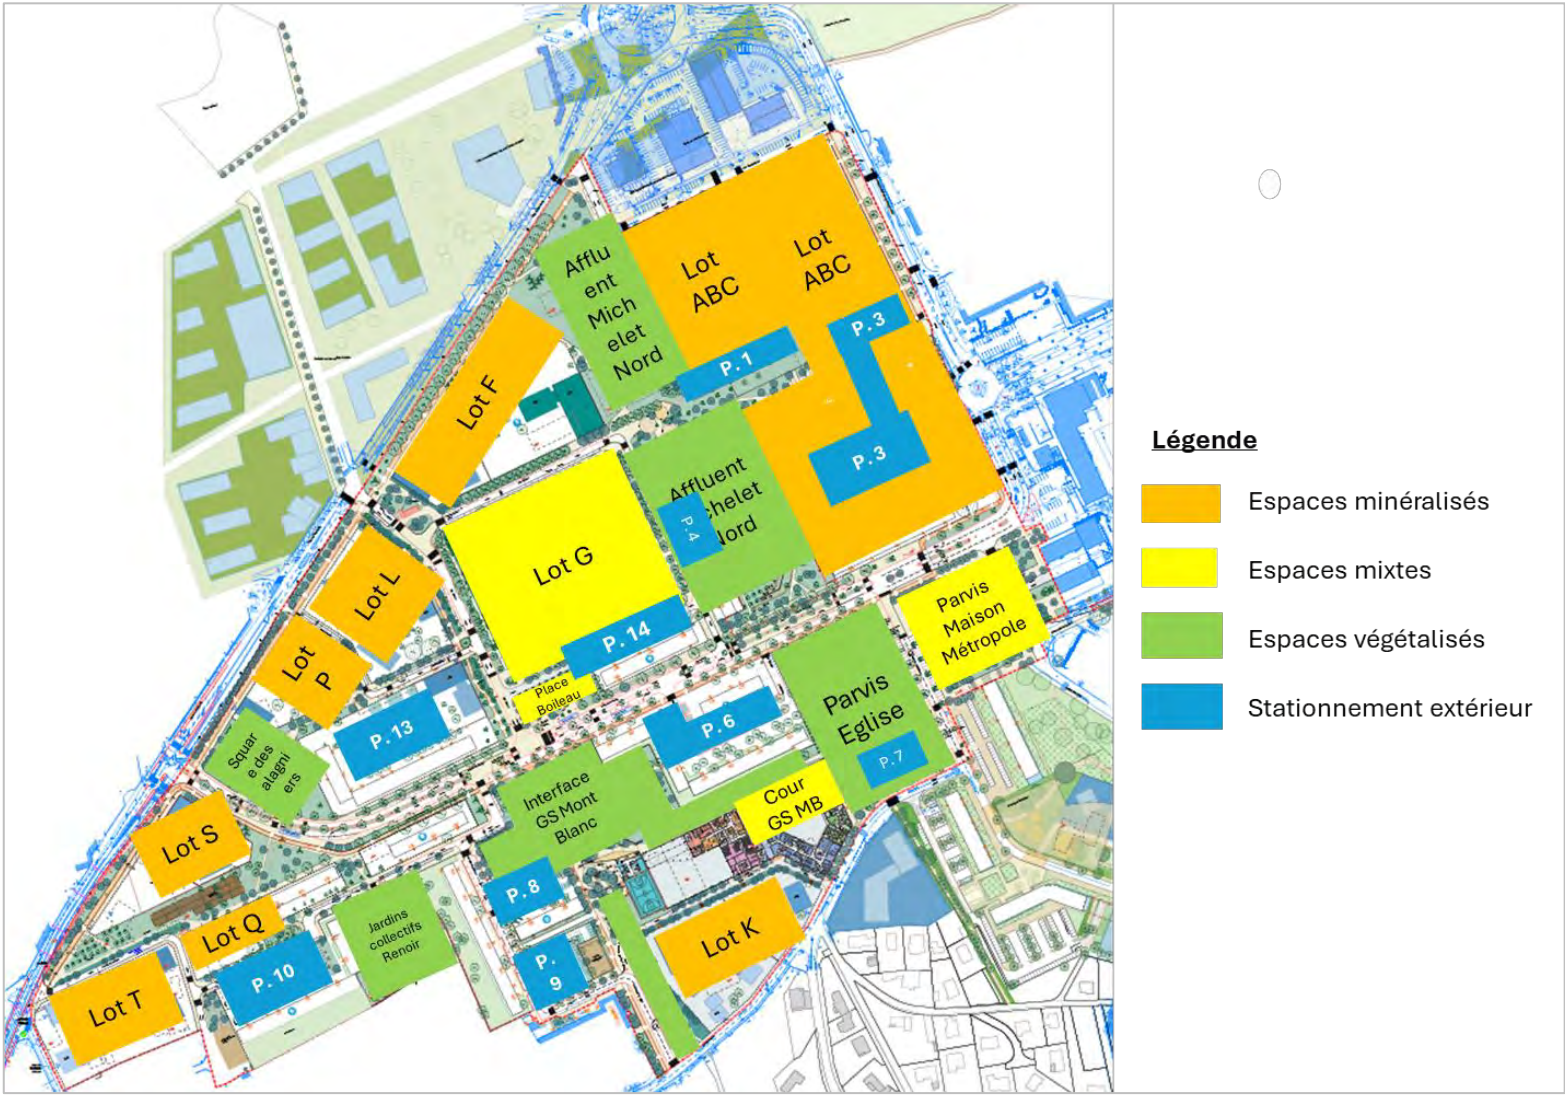 Afflu
ent
Mich
elet
Nord
Lot
ABC
Lot
ABC
P. 3
P. 1
Lot F
P. 3
Affluent
chelet
Nord
P. 4
Lot G
Lot L
P. 14
Parvis
Maison
Métropole
Lot
P
Place
Boileau
Parvis
Eglise
P. 6
P. 13
P. 7
Squar
e des
alagni
ers
Interface
GS Mont
Blanc
Cour
GS MB
Lot S
P. 8
Jardins
collectifs
Renoir
Lot Q
Lot K
P.
9
P. 10
Lot T
Légende
Espaces minéralisés
Espaces mixtes
Espaces végétalisés
Stationnement extérieur